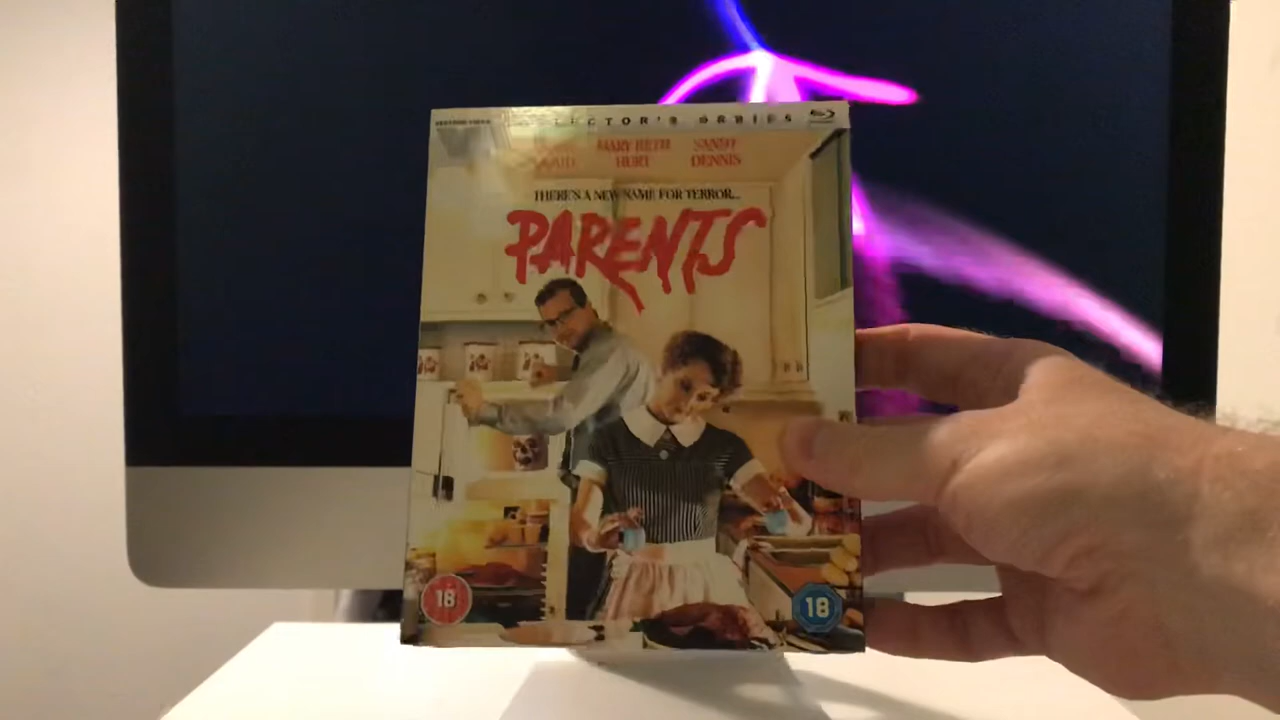 COLLECTOR'S SERIES
MARY BETH HURT
SANDY DENNIS
THERE'S A NEW NAME FOR TERROR...
PARENTS
18
18